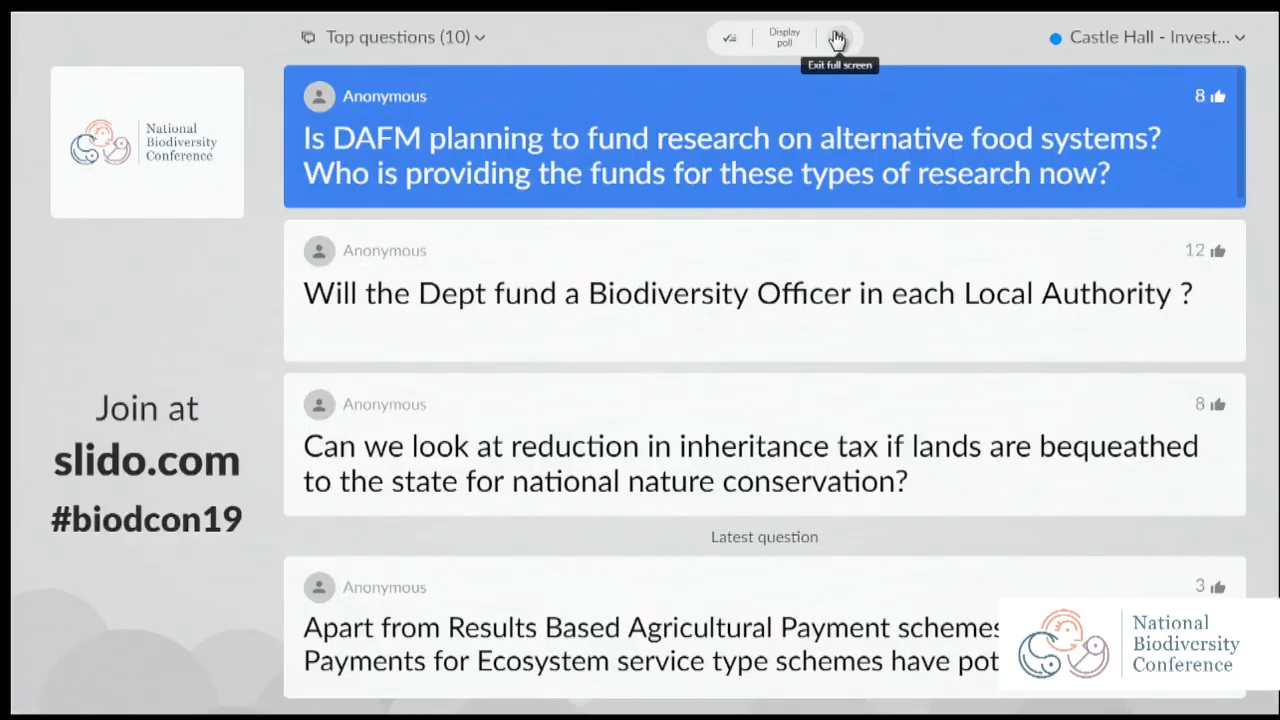 Top questions (10)
Display
poll
Castle Hall - Invest...
Exit full screen
National
Biodiversity
Conference
Anonymous
8
Is DAFM planning to fund research on alternative food systems?
Who is providing the funds for these types of research now?
Anonymous
12
Will the Dept fund a Biodiversity Officer in each Local Authority ?
Anonymous
8
Can we look at reduction in inheritance tax if lands are bequeathed
to the state for national nature conservation?
Join at
slido.com
#biodcon19
Latest question
Anonymous
3
Apart from Results Based Agricultural Payment schemes
Payments for Ecosystem service type schemes have pot
National
Biodiversity
Conference